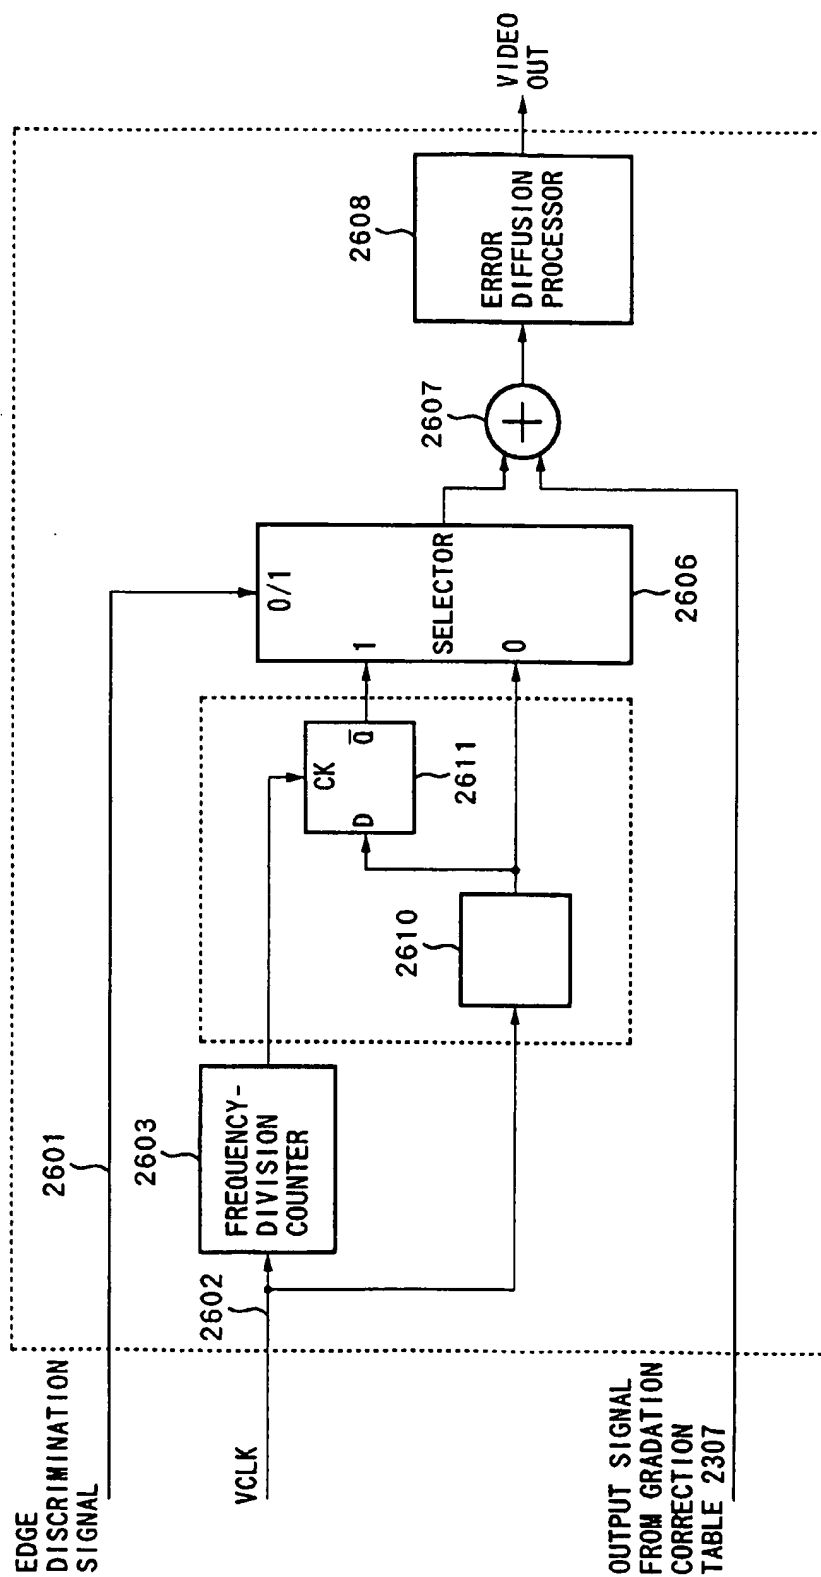 EDGE
DISCRIMINATION
SIGNAL
2601
VCLK
2602
2603
FREQUENCY-
DIVISION
COUNTER
2610
CK
D
Q̅
2611
0/1
1
SELECTOR
0
2606
2607
+
2608
ERROR
DIFFUSION
PROCESSOR
VIDEO
OUT
OUTPUT SIGNAL
FROM GRADATION
CORRECTION
TABLE 2307